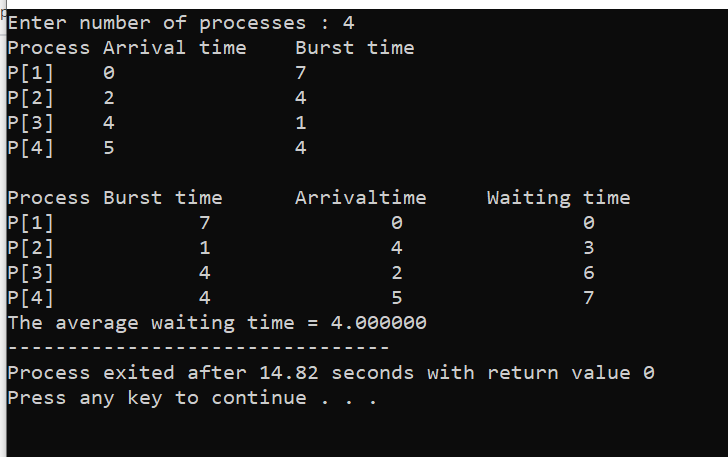 Enter number of processes : 4
Process Arrival time    Burst time
P[1]    0               7
P[2]    2               4
P[3]    4               1
P[4]    5               4
Process Burst time      Arrivaltime     Waiting time
P[1]            7               0               0
P[2]            1               4               3
P[3]            4               2               6
P[4]            4               5               7
The average waiting time = 4.000000
--------------------------------
Process exited after 14.82 seconds with return value 0
Press any key to continue . . .